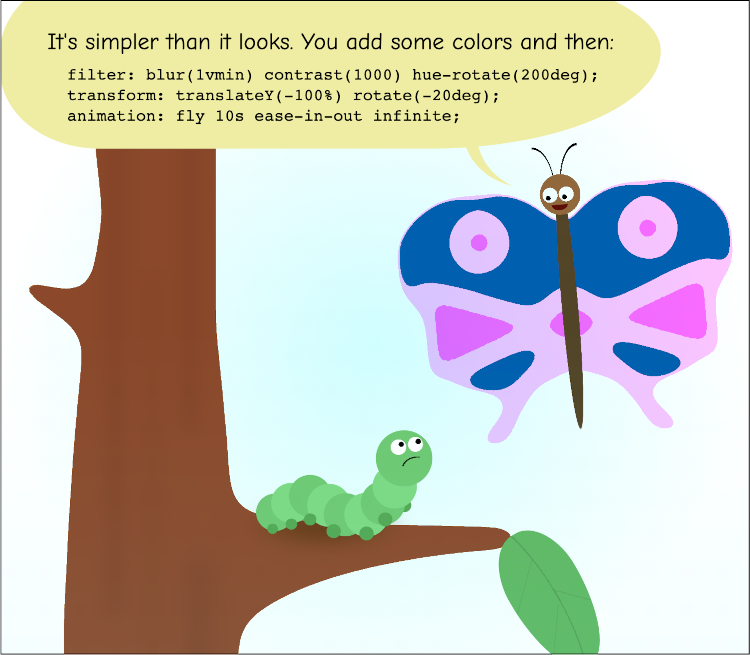 It's simpler than it looks. You add some colors and then:
filter: blur(1vmin) contrast(1000) hue-rotate(200deg);
transform: translateY(-100%) rotate(-20deg);
animation: fly 10s ease-in-out infinite;